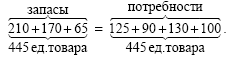 запасы потребности
210+170+65 = 125+90+130+100.
445 ед.товара 445 ед.товара